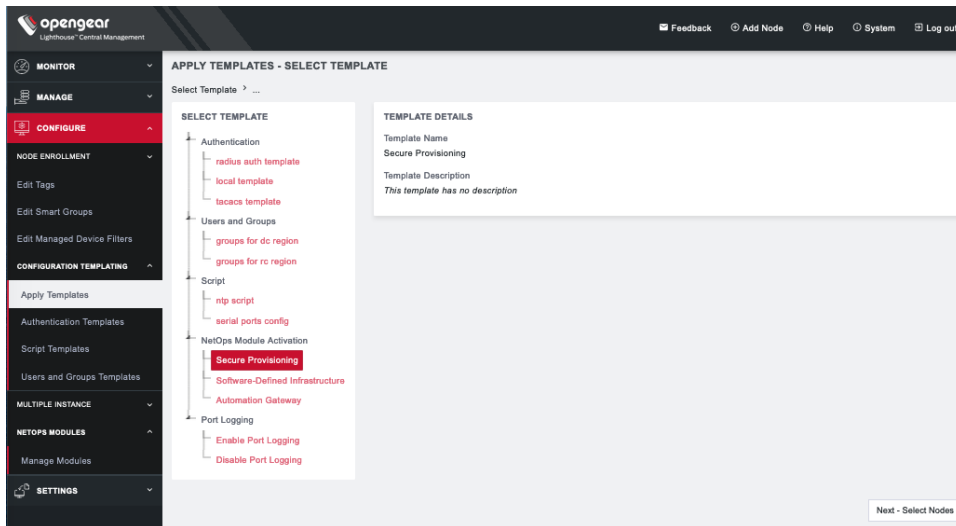 opengear
Lighthouse™ Central Management
Feedback
Add Node
Help
System
Log out
MONITOR
MANAGE
CONFIGURE
NODE ENROLLMENT
Edit Tags
Edit Smart Groups
Edit Managed Device Filters
CONFIGURATION TEMPLATING
Apply Templates
Authentication Templates
Script Templates
Users and Groups Templates
MULTIPLE INSTANCE
NETOPS MODULES
Manage Modules
SETTINGS
APPLY TEMPLATES - SELECT TEMPLATE
Select Template > ...
SELECT TEMPLATE
Authentication
radius auth template
local template
tacacs template
Users and Groups
groups for dc region
groups for rc region
Script
ntp script
serial ports config
NetOps Module Activation
Secure Provisioning
Software-Defined Infrastructure
Automation Gateway
Port Logging
Enable Port Logging
Disable Port Logging
TEMPLATE DETAILS
Template Name
Secure Provisioning
Template Description
This template has no description
Next - Select Nodes